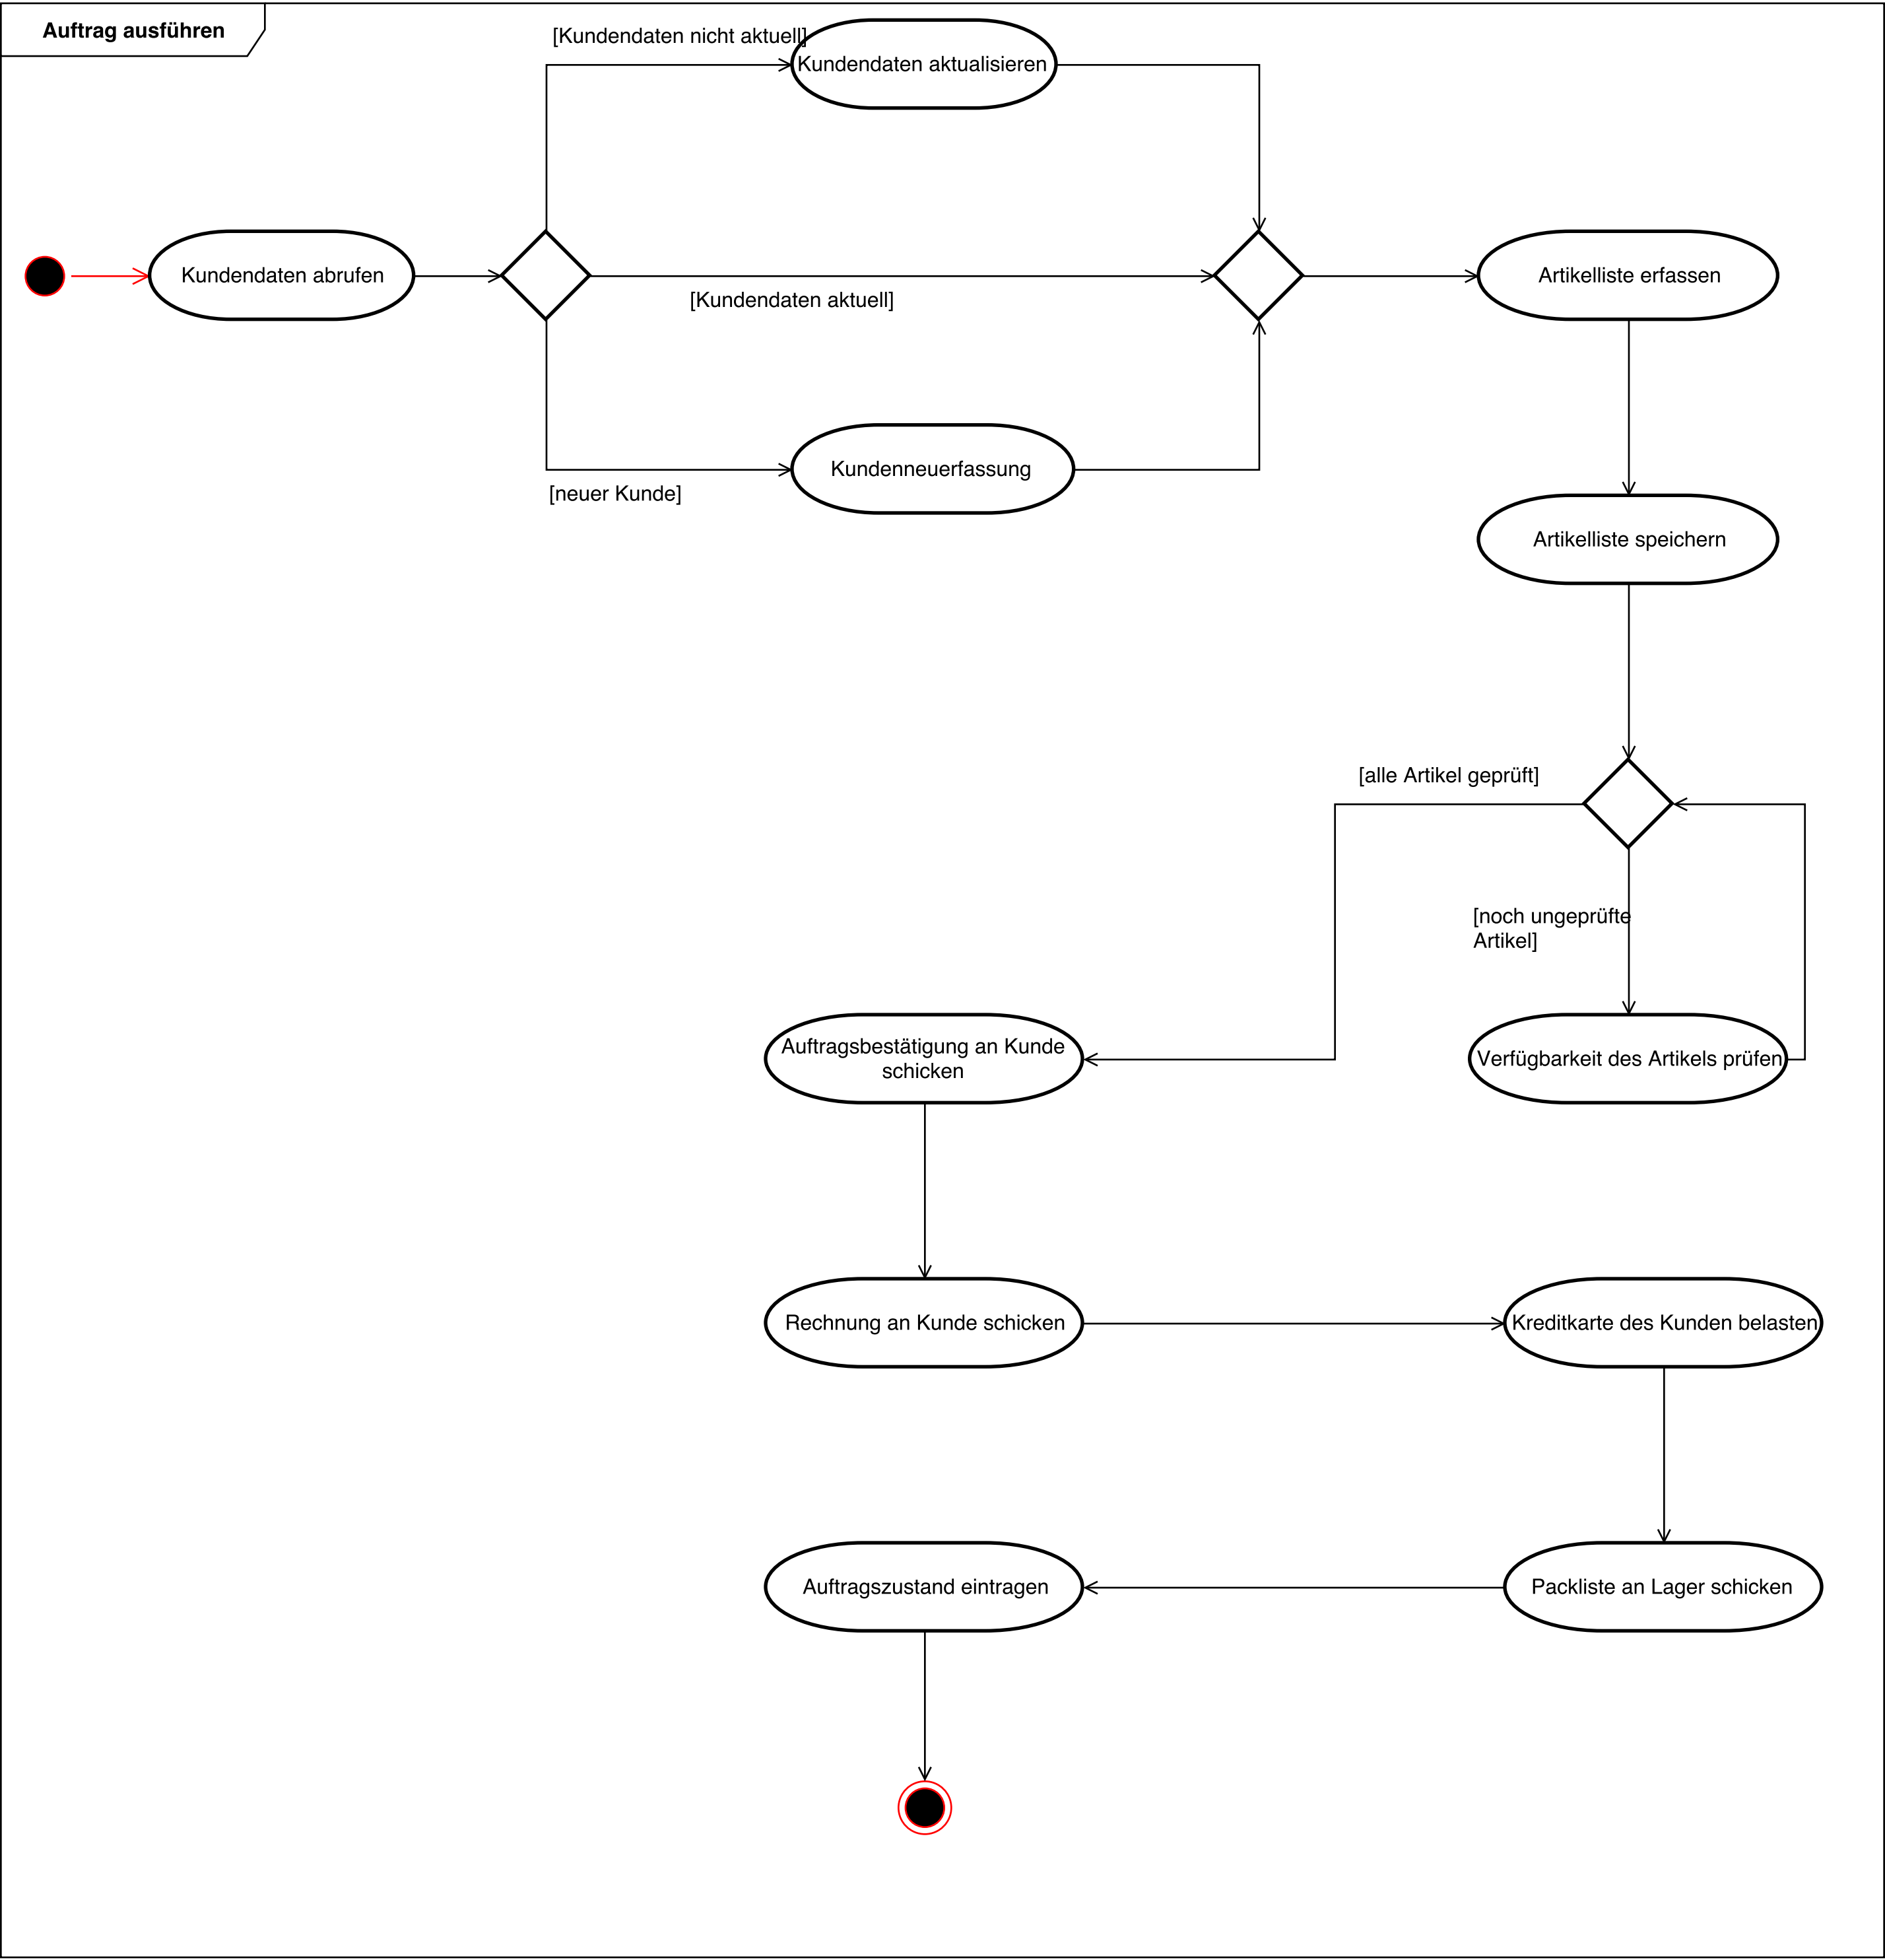 Auftrag ausführen
[Kundendaten nicht aktuell]
Kundendaten aktualisieren
Kundendaten abrufen
[Kundendaten aktuell]
Artikelliste erfassen
Kundenneuerfassung
[neuer Kunde]
Artikelliste speichern
[alle Artikel geprüft]
[noch ungeprüfte
Artikel]
Auftragsbestätigung an Kunde
schicken
Verfügbarkeit des Artikels prüfen
Rechnung an Kunde schicken
Kreditkarte des Kunden belasten
Auftragszustand eintragen
Packliste an Lager schicken